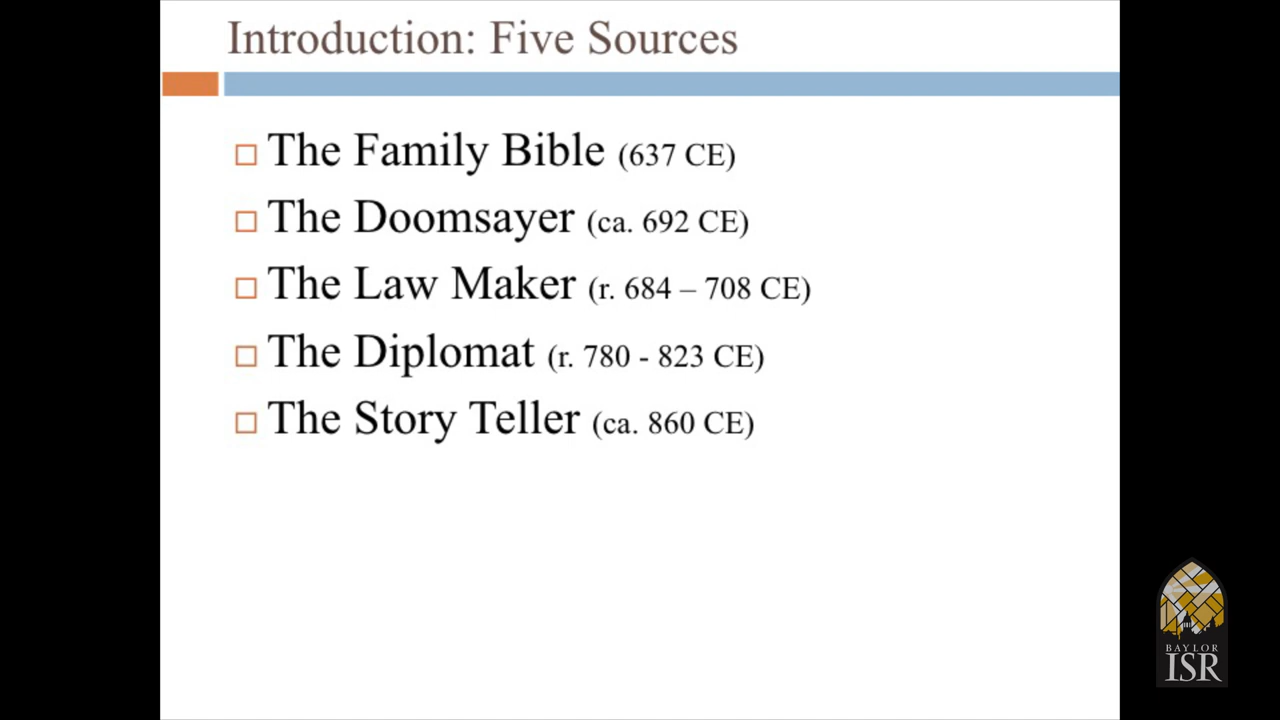 Introduction: Five Sources
The Family Bible (637 CE)
The Doomsayer (ca. 692 CE)
The Law Maker (r. 684 – 708 CE)
The Diplomat (r. 780 - 823 CE)
The Story Teller (ca. 860 CE)
BAYLOR
ISR